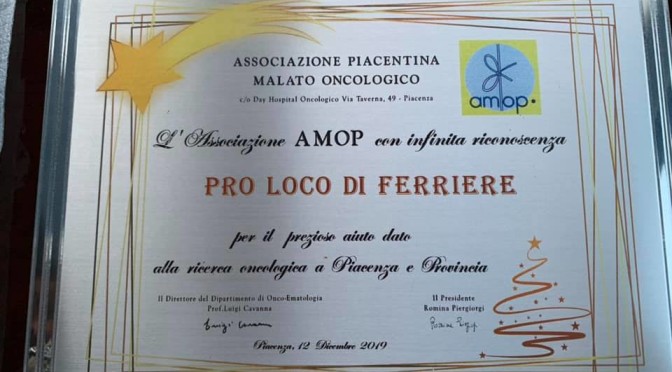 ASSOCIAZIONE PIACENTINA
MALATO ONCOLOGICO
c/o Day Hospital Oncologico Via Taverna, 49 - Piacenza
amop.
L'Associazione AMOP con infinita riconoscenza
PRO LOCO DI FERRIERE
per il prezioso aiuto dato
alla ricerca oncologica a Piacenza e Provincia
Il Direttore del Dipartimento di Onco-Ematologia
Prof.Luigi Cavanna
Il Presidente
Romina Piergiorgi
Luigi Cavanna
Piacenza, 12 Dicembre 2019